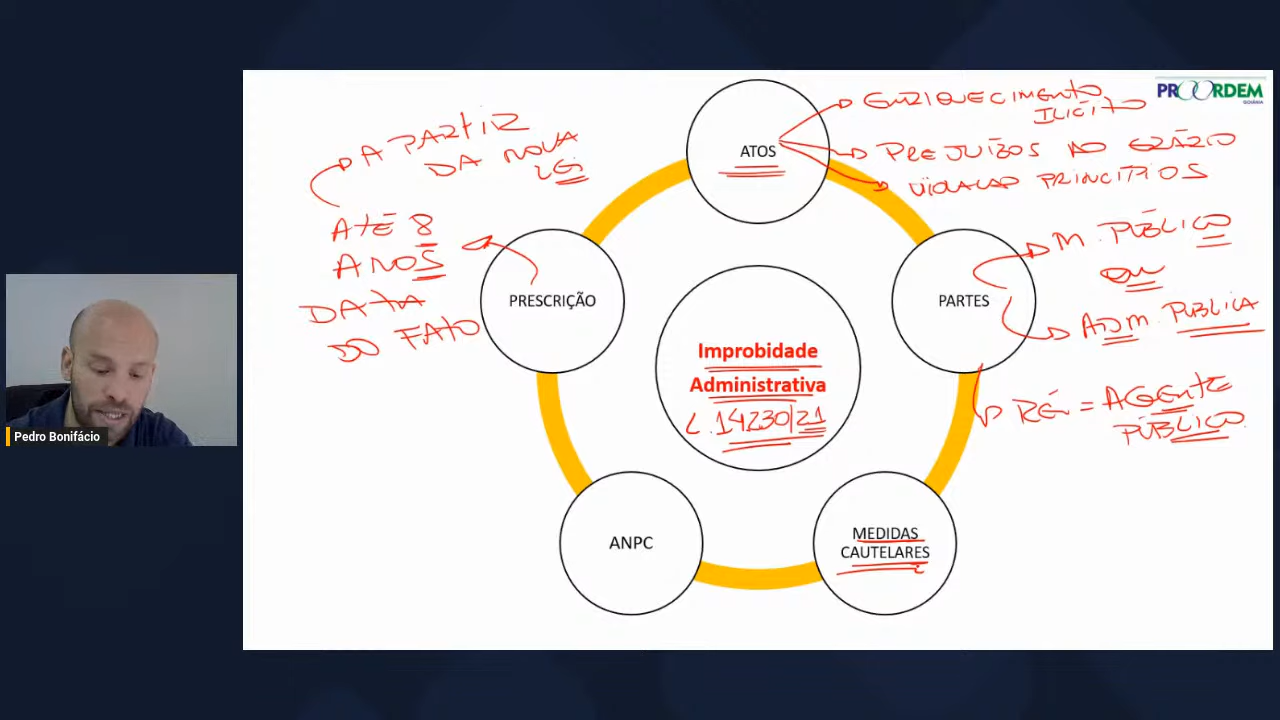 PROORDEM
GOIÂNIA
ATOS
ENRIQUECIMENTO
ILÍCITO
PREJUÍZOS AO ERÁRIO
VIOLAÇÃO PRINCÍPIOS
A PARTIR
DA NOVA
LEI
ATÉ 8
ANOS
DATA
DO FATO
PRESCRIÇÃO
PARTES
M. PÚBLICO
OU
ADM. PÚBLICA
RÉU = AGENTE
PÚBLICO
Improbidade
Administrativa
L. 14230/21
MEDIDAS
CAUTELARES
ANPC
Pedro Bonifácio